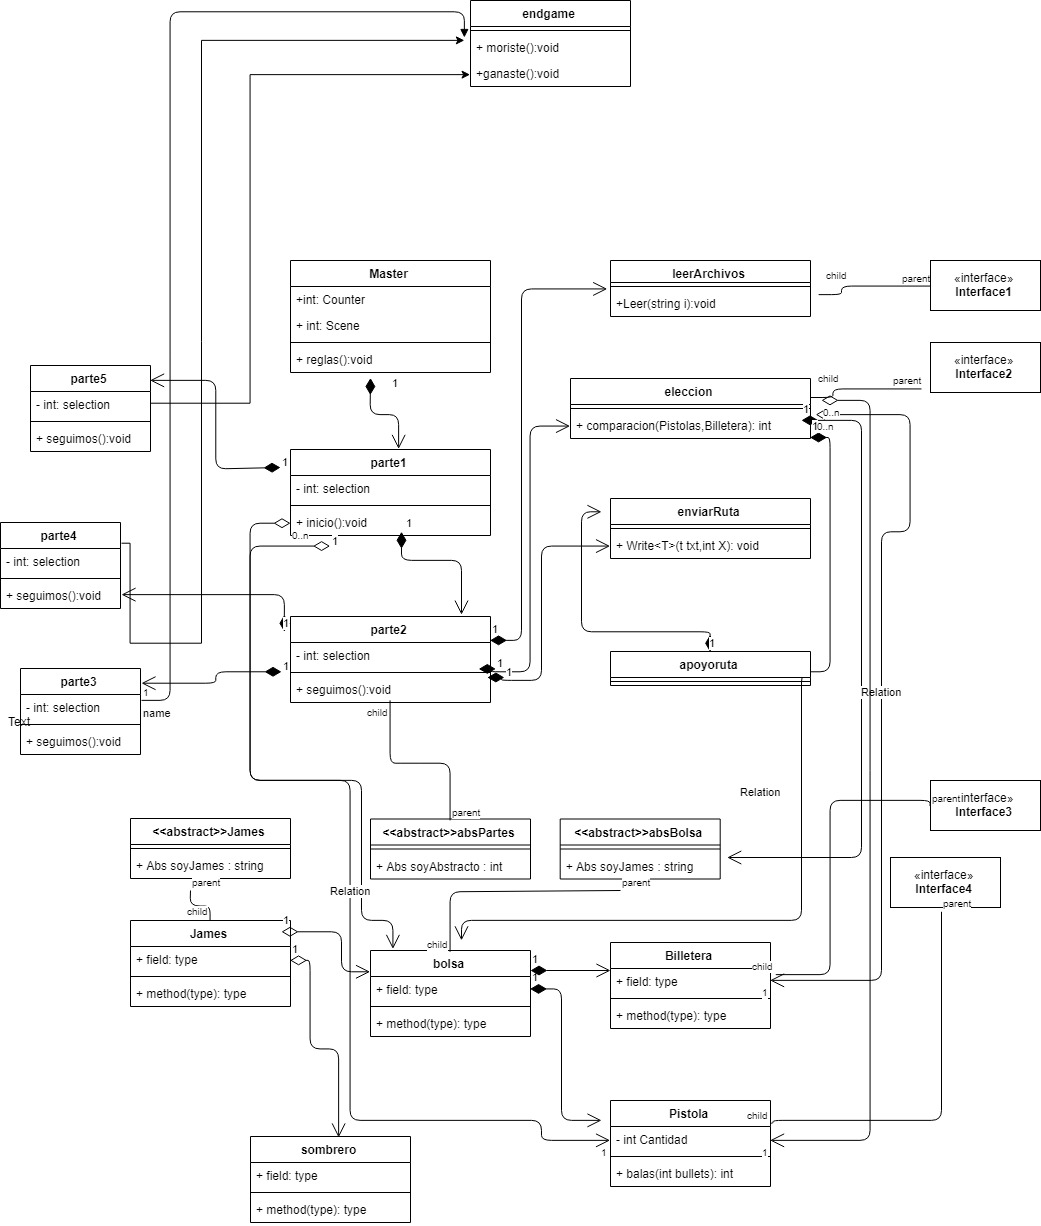 endgame
+ moriste():void
+ganaste():void
Master
+int: Counter
+ int: Scene
+ reglas():void
1
leerArchivos
+Leer(string i):void
child
parent
«interface»
Interface1
«interface»
Interface2
child
parent
eleccion
+ comparacion(Pistolas,Billetera): int
1
0..n
1
0..n
parte5
- int: selection
+ seguimos():void
1
parte1
- int: selection
+ inicio():void
0..n
1
1
parte4
- int: selection
+ seguimos():void
1
enviarRuta
+ Write<T>(t txt,int X): void
1
apoyoruta
parte2
- int: selection
+ seguimos():void
1
1
1
child
parte3
- int: selection
+ seguimos():void
1
1
name
Text
Relation
Relation
parent
<<abstract>>James
+ Abs soyJames : string
parent
<<abstract>>absPartes
+ Abs soyAbstracto : int
<<abstract>>absBolsa
+ Abs soyJames : string
parent
parent
interface»
Interface3
«interface»
Interface4
parent
Relation
child
James
+ field: type
+ method(type): type
1
1
child
bolsa
+ field: type
+ method(type): type
1
1
Billetera
+ field: type
+ method(type): type
child
1
Pistola
- int Cantidad
+ balas(int bullets): int
child
1
1
sombrero
+ field: type
+ method(type): type